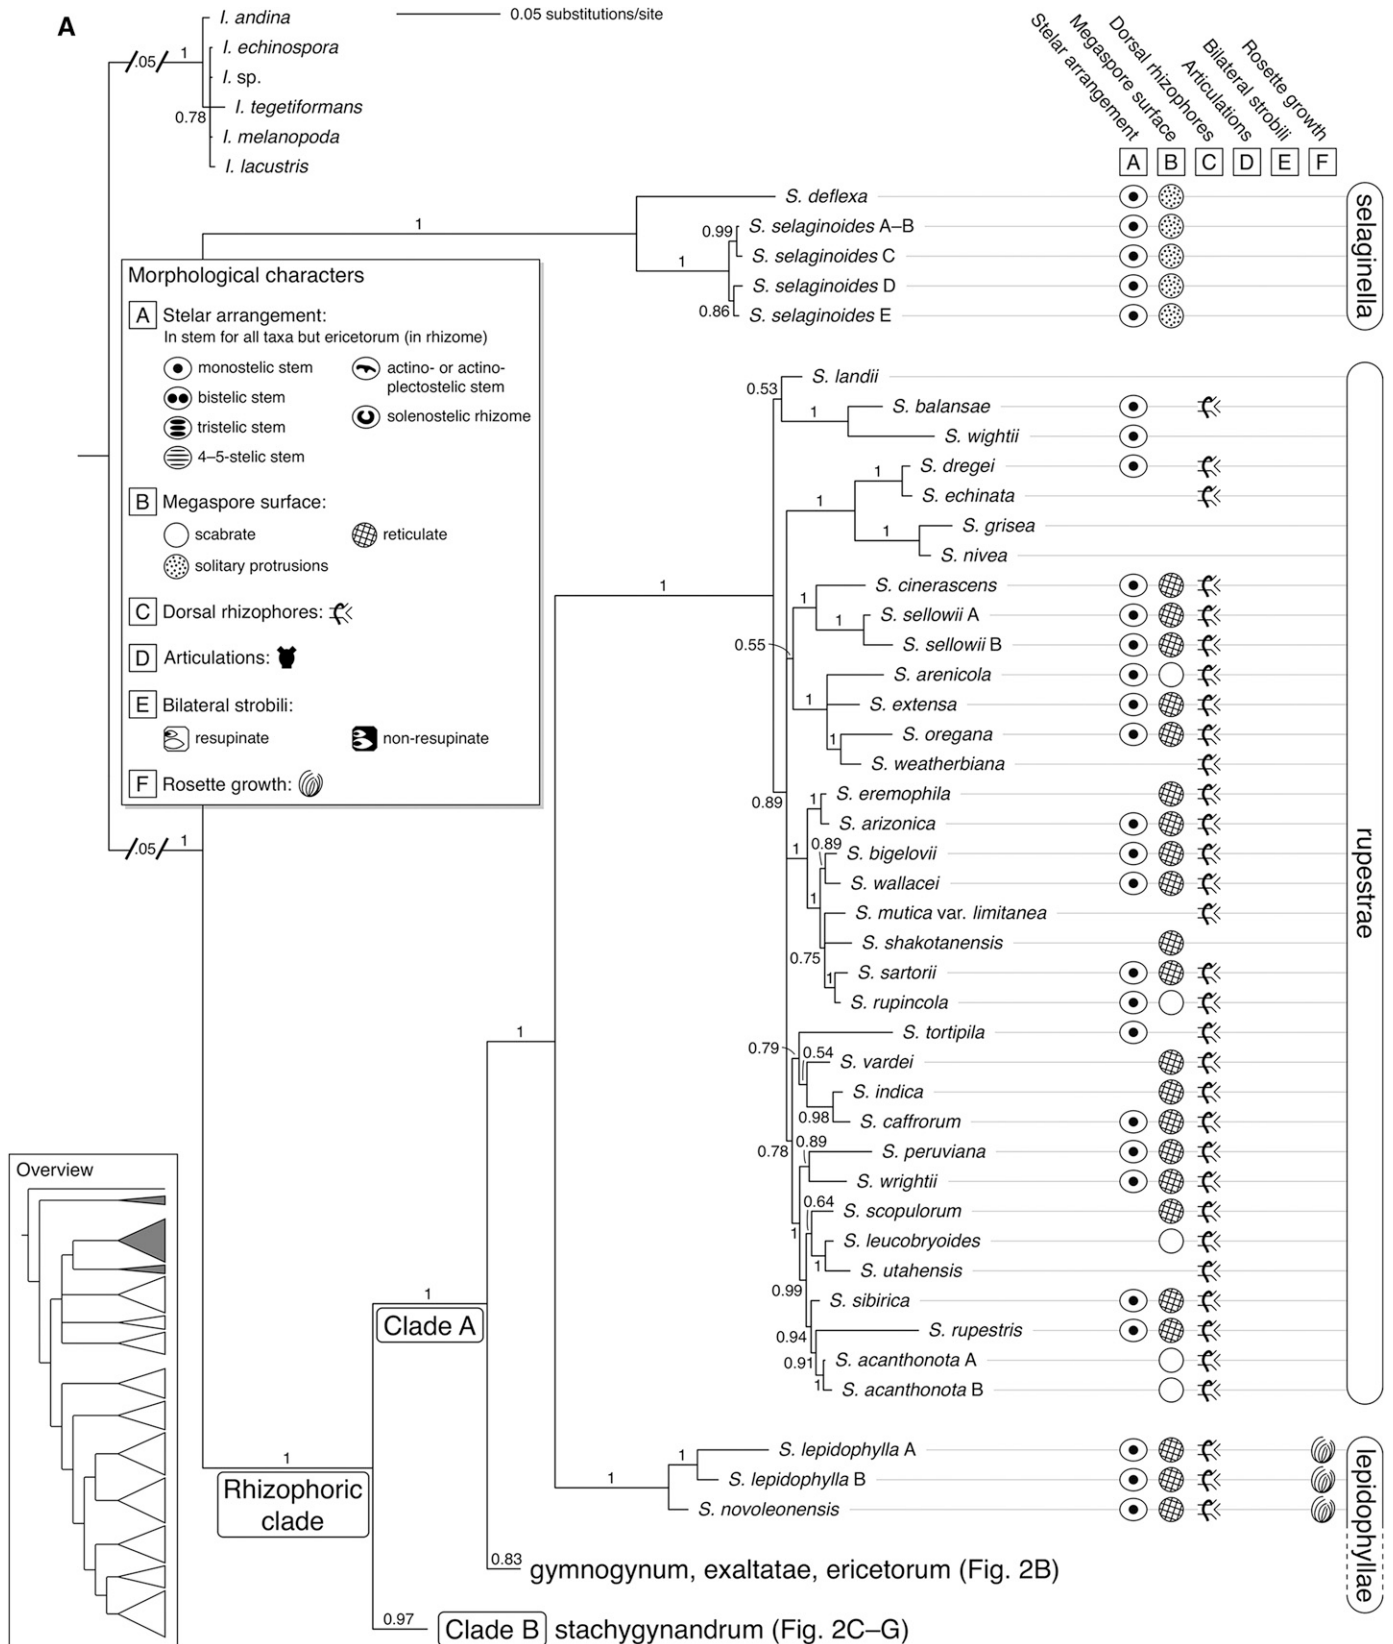 A
I. andina
0.05 substitutions/site
I. echinospora
.05
1
I. sp.
I. tegetiformans
0.78
I. melanopoda
I. lacustris
Stelar arrangement
Megaspore surface
Dorsal rhizophores
Articulations
Bilateral strobili
Rosette growth
A B C D E F
S. deflexa
1
0.99
S. selaginoides A–B
S. selaginoides C
1
S. selaginoides D
0.86
S. selaginoides E
selaginella
Morphological characters
A Stelar arrangement:
In stem for all taxa but ericetorum (in rhizome)
monostelic stem
actino- or actino-
plectostelic stem
bistelic stem
solenostelic rhizome
tristelic stem
4–5-stelic stem
B Megaspore surface:
scabrate
reticulate
solitary protrusions
C Dorsal rhizophores:
D Articulations:
E Bilateral strobili:
resupinate
non-resupinate
F Rosette growth:
.05
1
S. landii
0.53
1
S. balansae
S. wightii
1
S. dregei
1
S. echinata
1
S. grisea
S. nivea
1
S. cinerascens
1
1
S. sellowii A
0.55
S. sellowii B
S. arenicola
1
S. extensa
1
S. oregana
S. weatherbiana
0.89
1
S. eremophila
S. arizonica
1
0.89
S. bigelovii
S. wallacei
1
S. mutica var. limitanea
S. shakotanensis
0.75
1
S. sartorii
S. rupincola
S. tortipila
0.79
0.54
S. vardei
S. indica
0.98
S. caffrorum
0.78
0.89
S. peruviana
S. wrightii
0.64
S. scopulorum
1
S. leucobryoides
1
S. utahensis
0.99
S. sibirica
0.94
S. rupestris
0.91
S. acanthonota A
1
S. acanthonota B
rupestrae
1
1
S. lepidophylla A
1
S. lepidophylla B
S. novoleonensis
lepidophyllae
Overview
1
Clade A
1
Rhizophoric
clade
0.83
gymnogynum, exaltatae, ericetorum (Fig. 2B)
0.97
Clade B stachygynandrum (Fig. 2C–G)